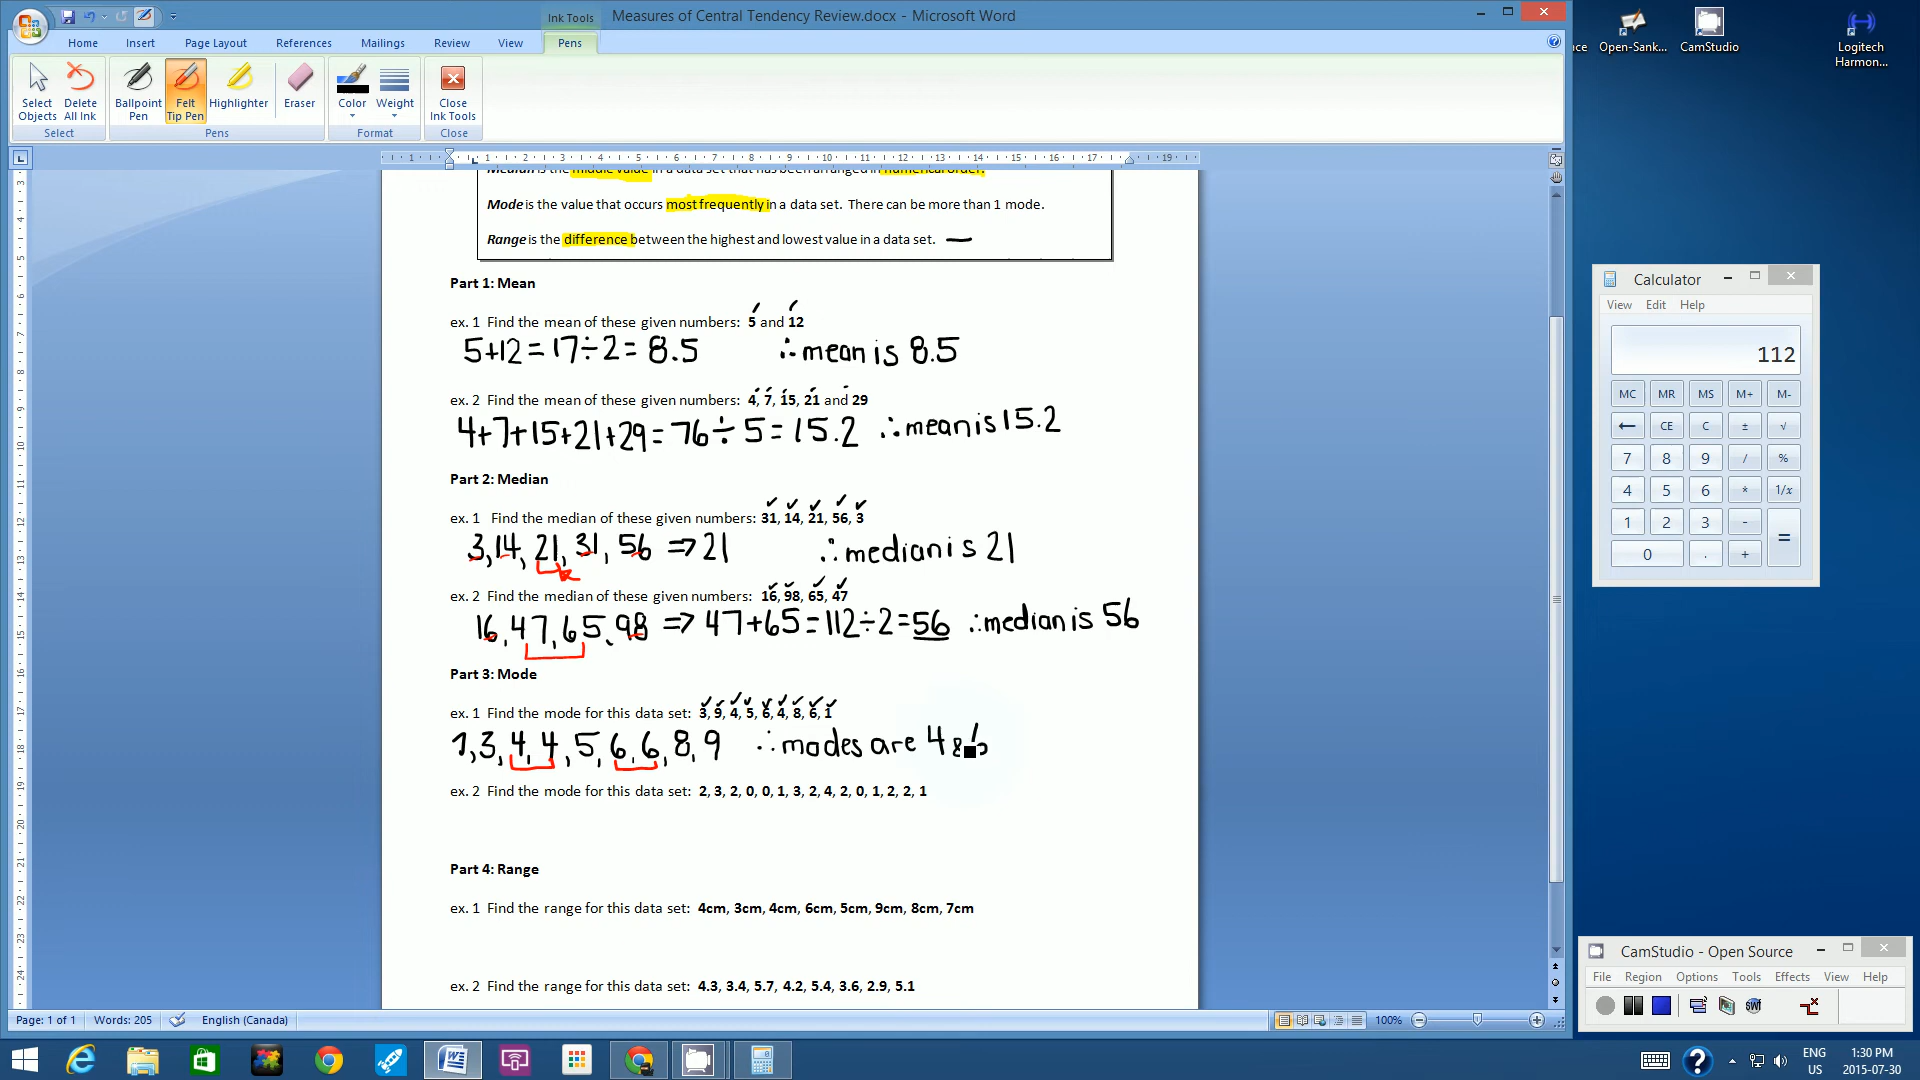 Ink Tools
Measures of Central Tendency Review.docx - Microsoft Word
Home Insert Page Layout References Mailings Review View Pens
Select Objects
Delete All Ink
Ballpoint Pen
Felt Tip Pen
Highlighter
Eraser
Color
Weight
Close Ink Tools
Select
Pens
Format
Close
Open-Sank...
CamStudio
Logitech Harmon...
Median is the middle value in a data set that has been arranged in numerical order.
Mode is the value that occurs most frequently in a data set. There can be more than 1 mode.
Range is the difference between the highest and lowest value in a data set. —
Part 1: Mean
ex. 1 Find the mean of these given numbers: 5 and 12
5+12=17÷2=8.5 ∴mean is 8.5
ex. 2 Find the mean of these given numbers: 4, 7, 15, 21 and 29
4+7+15+21+29=76÷5=15.2 ∴mean is 15.2
Part 2: Median
ex. 1 Find the median of these given numbers: 31, 14, 21, 56, 3
3,14,21,31,56 ⇒21 ∴median is 21
ex. 2 Find the median of these given numbers: 16, 98, 65, 47
16,47,65,98 ⇒ 47+65=112÷2=56 ∴median is 56
Part 3: Mode
ex. 1 Find the mode for this data set: 3, 9, 4, 5, 6, 4, 8, 6, 1
1,3,4,4,5,6,6,8,9 ∴modes are 4 &
ex. 2 Find the mode for this data set: 2, 3, 2, 0, 0, 1, 3, 2, 4, 2, 0, 1, 2, 2, 1
Part 4: Range
ex. 1 Find the range for this data set: 4cm, 3cm, 4cm, 6cm, 5cm, 9cm, 8cm, 7cm
ex. 2 Find the range for this data set: 4.3, 3.4, 5.7, 4.2, 5.4, 3.6, 2.9, 5.1
Page: 1 of 1 Words: 205 English (Canada) 100%
Calculator
View Edit Help
112
MC MR MS M+ M-
← CE C ± √
7 8 9 / %
4 5 6 * 1/x
1 2 3 - =
0 . +
CamStudio - Open Source
File Region Options Tools Effects View Help
ENG US
1:30 PM
2015-07-30